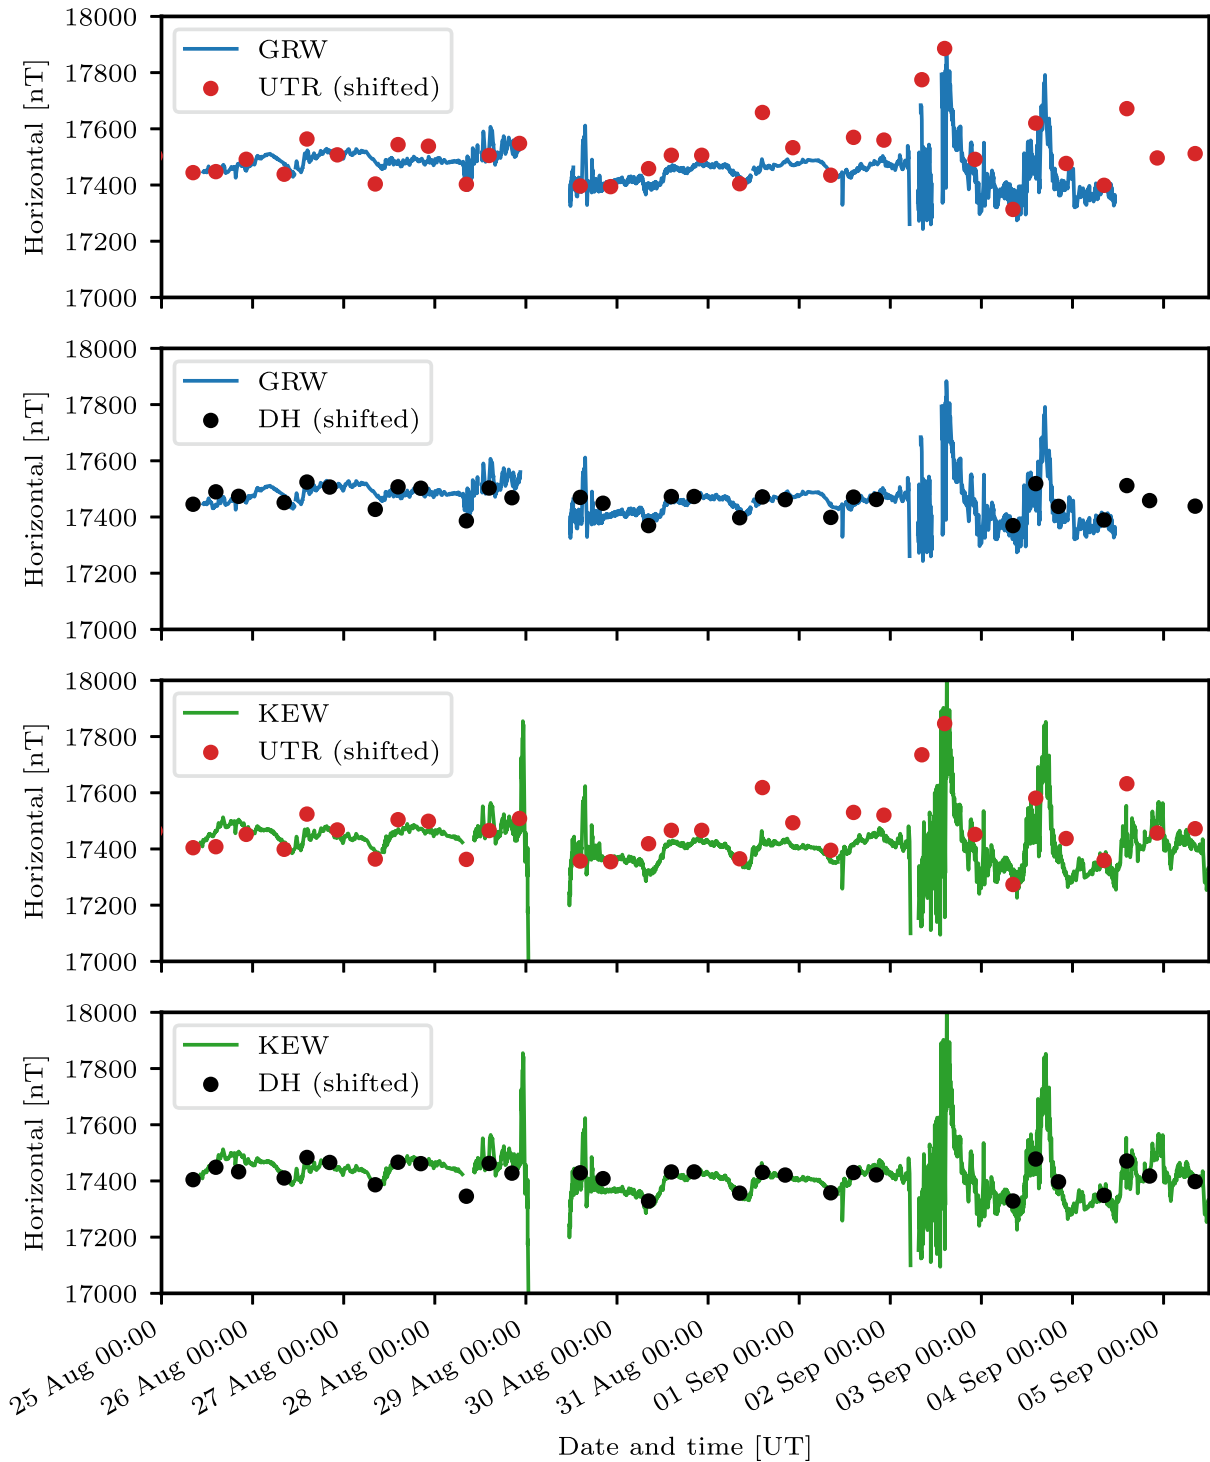 18000
17800
17600
17400
17200
17000
Horizontal [nT]
GRW
UTR (shifted)
18000
17800
17600
17400
17200
17000
Horizontal [nT]
GRW
DH (shifted)
18000
17800
17600
17400
17200
17000
Horizontal [nT]
KEW
UTR (shifted)
18000
17800
17600
17400
17200
17000
Horizontal [nT]
KEW
DH (shifted)
25 Aug 00:00
26 Aug 00:00
27 Aug 00:00
28 Aug 00:00
29 Aug 00:00
30 Aug 00:00
31 Aug 00:00
01 Sep 00:00
02 Sep 00:00
03 Sep 00:00
04 Sep 00:00
05 Sep 00:00
Date and time [UT]